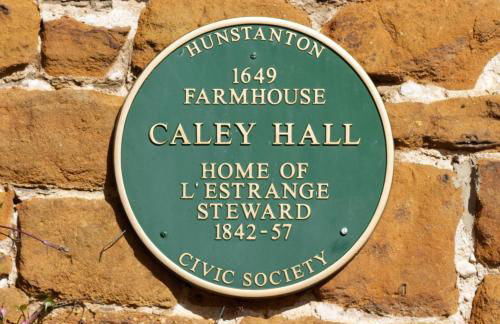 HUNSTANTON
1649
FARMHOUSE
CALEY HALL
HOME OF
L'ESTRANGE
STEWARD
1842-57
CIVIC SOCIETY